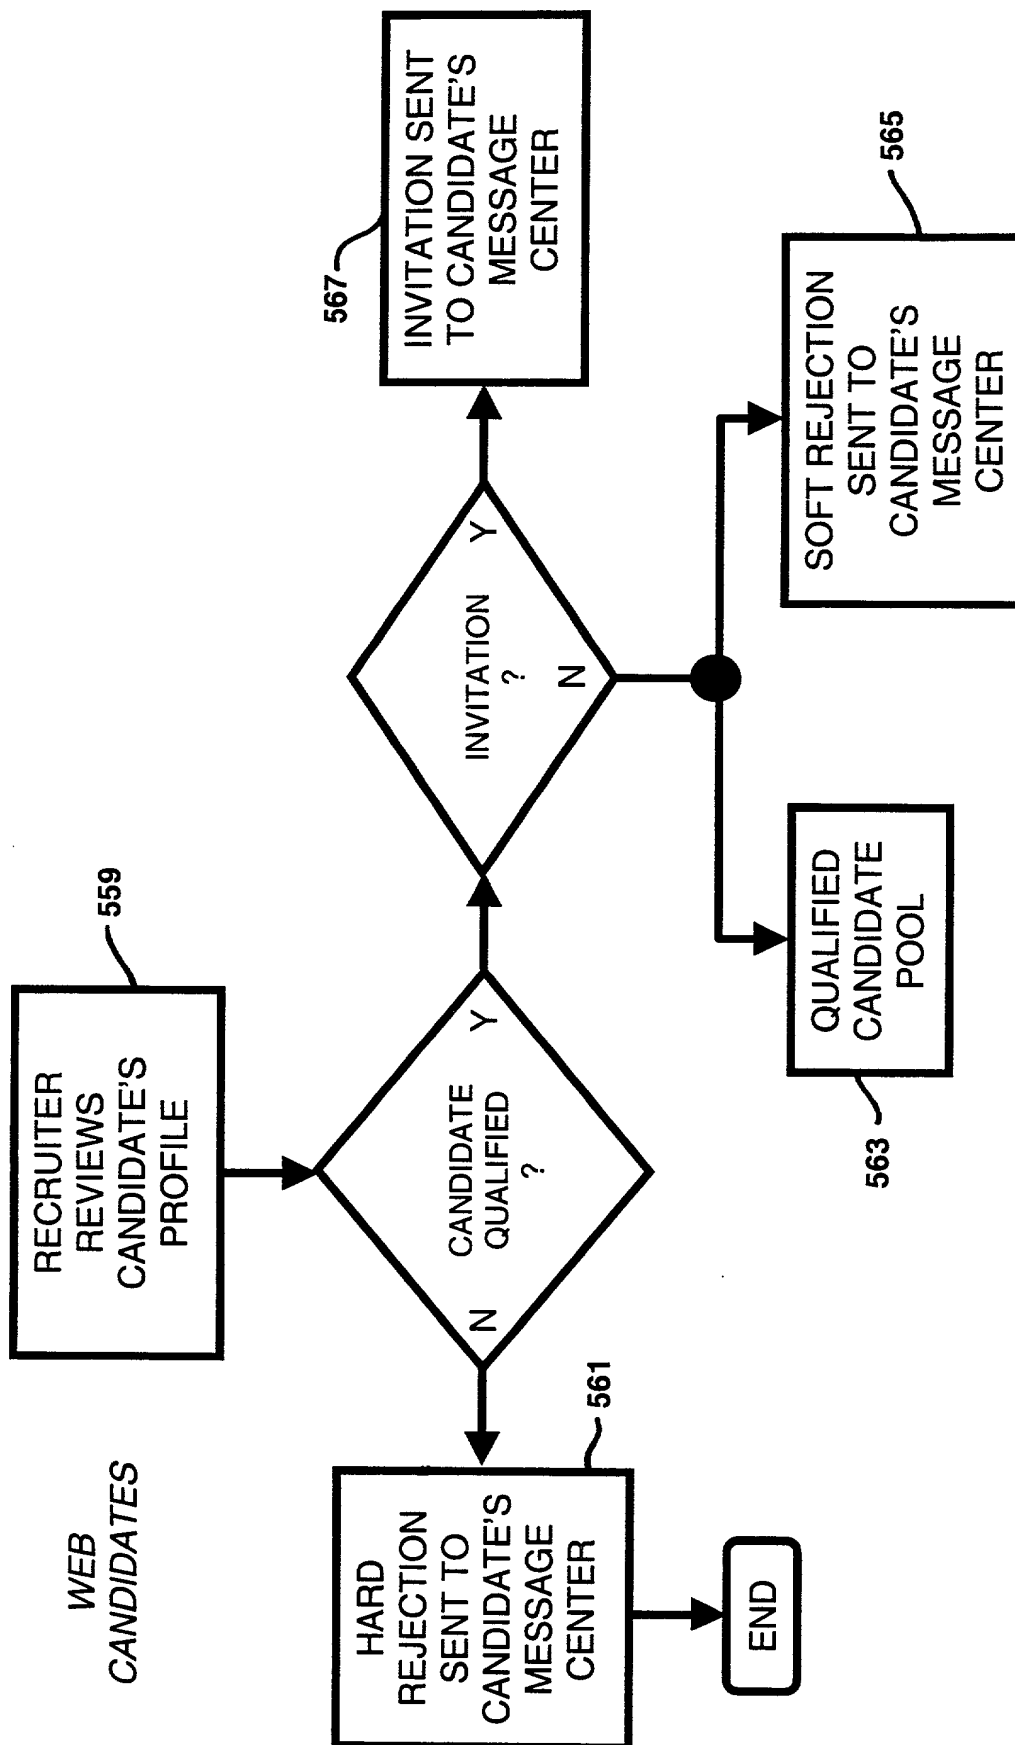 WEB
CANDIDATES
RECRUITER
REVIEWS
CANDIDATE'S
PROFILE
559
CANDIDATE
QUALIFIED
?
N
Y
HARD
REJECTION
SENT TO
CANDIDATE'S
MESSAGE
CENTER
561
END
INVITATION
?
Y
N
INVITATION SENT
TO CANDIDATE'S
MESSAGE
CENTER
567
QUALIFIED
CANDIDATE
POOL
563
SOFT REJECTION
SENT TO
CANDIDATE'S
MESSAGE
CENTER
565